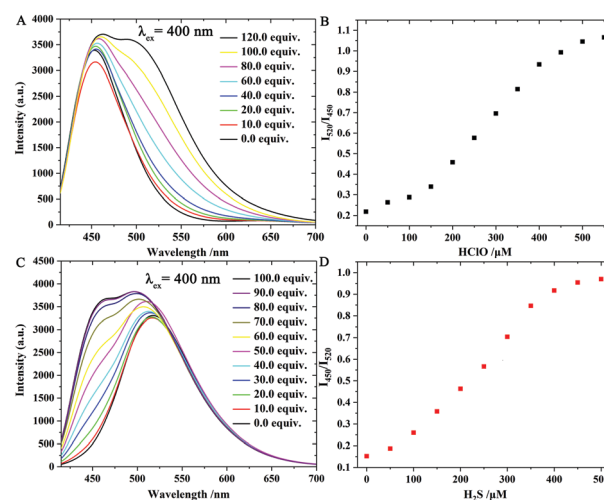 A
λex= 400 nm
120.0 equiv.
100.0 equiv.
80.0 equiv.
60.0 equiv.
40.0 equiv.
20.0 equiv.
10.0 equiv.
0.0 equiv.
Intensity (a.u.)
4000
3500
3000
2500
2000
1500
1000
500
0
450 500 550 600 650 700
Wavelength /nm
B
I520/I450
1.1
1.0
0.9
0.8
0.7
0.6
0.5
0.4
0.3
0.2
0 100 200 300 400 500
HClO /μM
C
λex= 400 nm
100.0 equiv.
90.0 equiv.
80.0 equiv.
70.0 equiv.
60.0 equiv.
50.0 equiv.
40.0 equiv.
30.0 equiv.
20.0 equiv.
10.0 equiv.
0.0 equiv.
Intensity (a.u.)
4500
4000
3500
3000
2500
2000
1500
1000
500
0
450 500 550 600 650 700
Wavelength /nm
D
I450/I520
1.0
0.9
0.8
0.7
0.6
0.5
0.4
0.3
0.2
0.1
0 100 200 300 400 500
H2S /μM